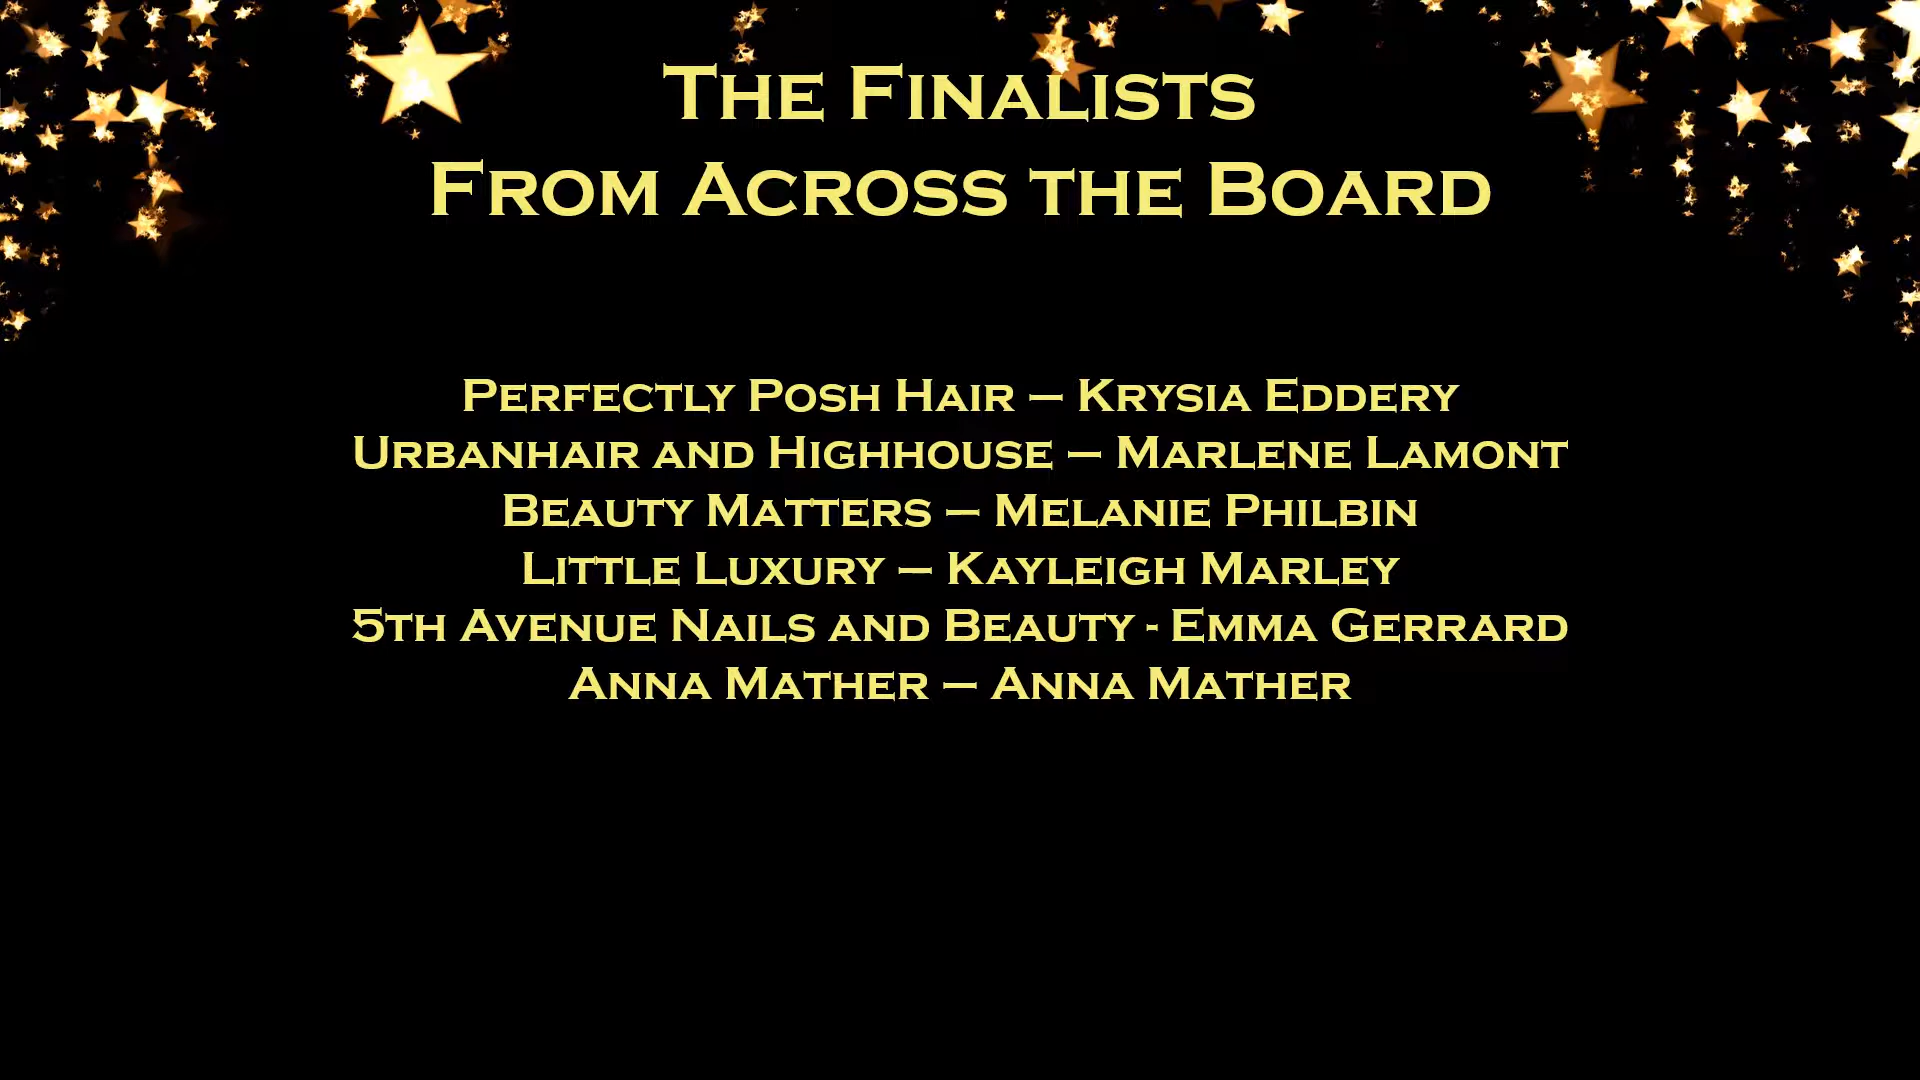 The Finalists
From Across the Board
Perfectly Posh Hair – Krysia Eddery
Urbanhair and Highhouse – Marlene Lamont
Beauty Matters – Melanie Philbin
Little Luxury – Kayleigh Marley
5th Avenue Nails and Beauty - Emma Gerrard
Anna Mather – Anna Mather